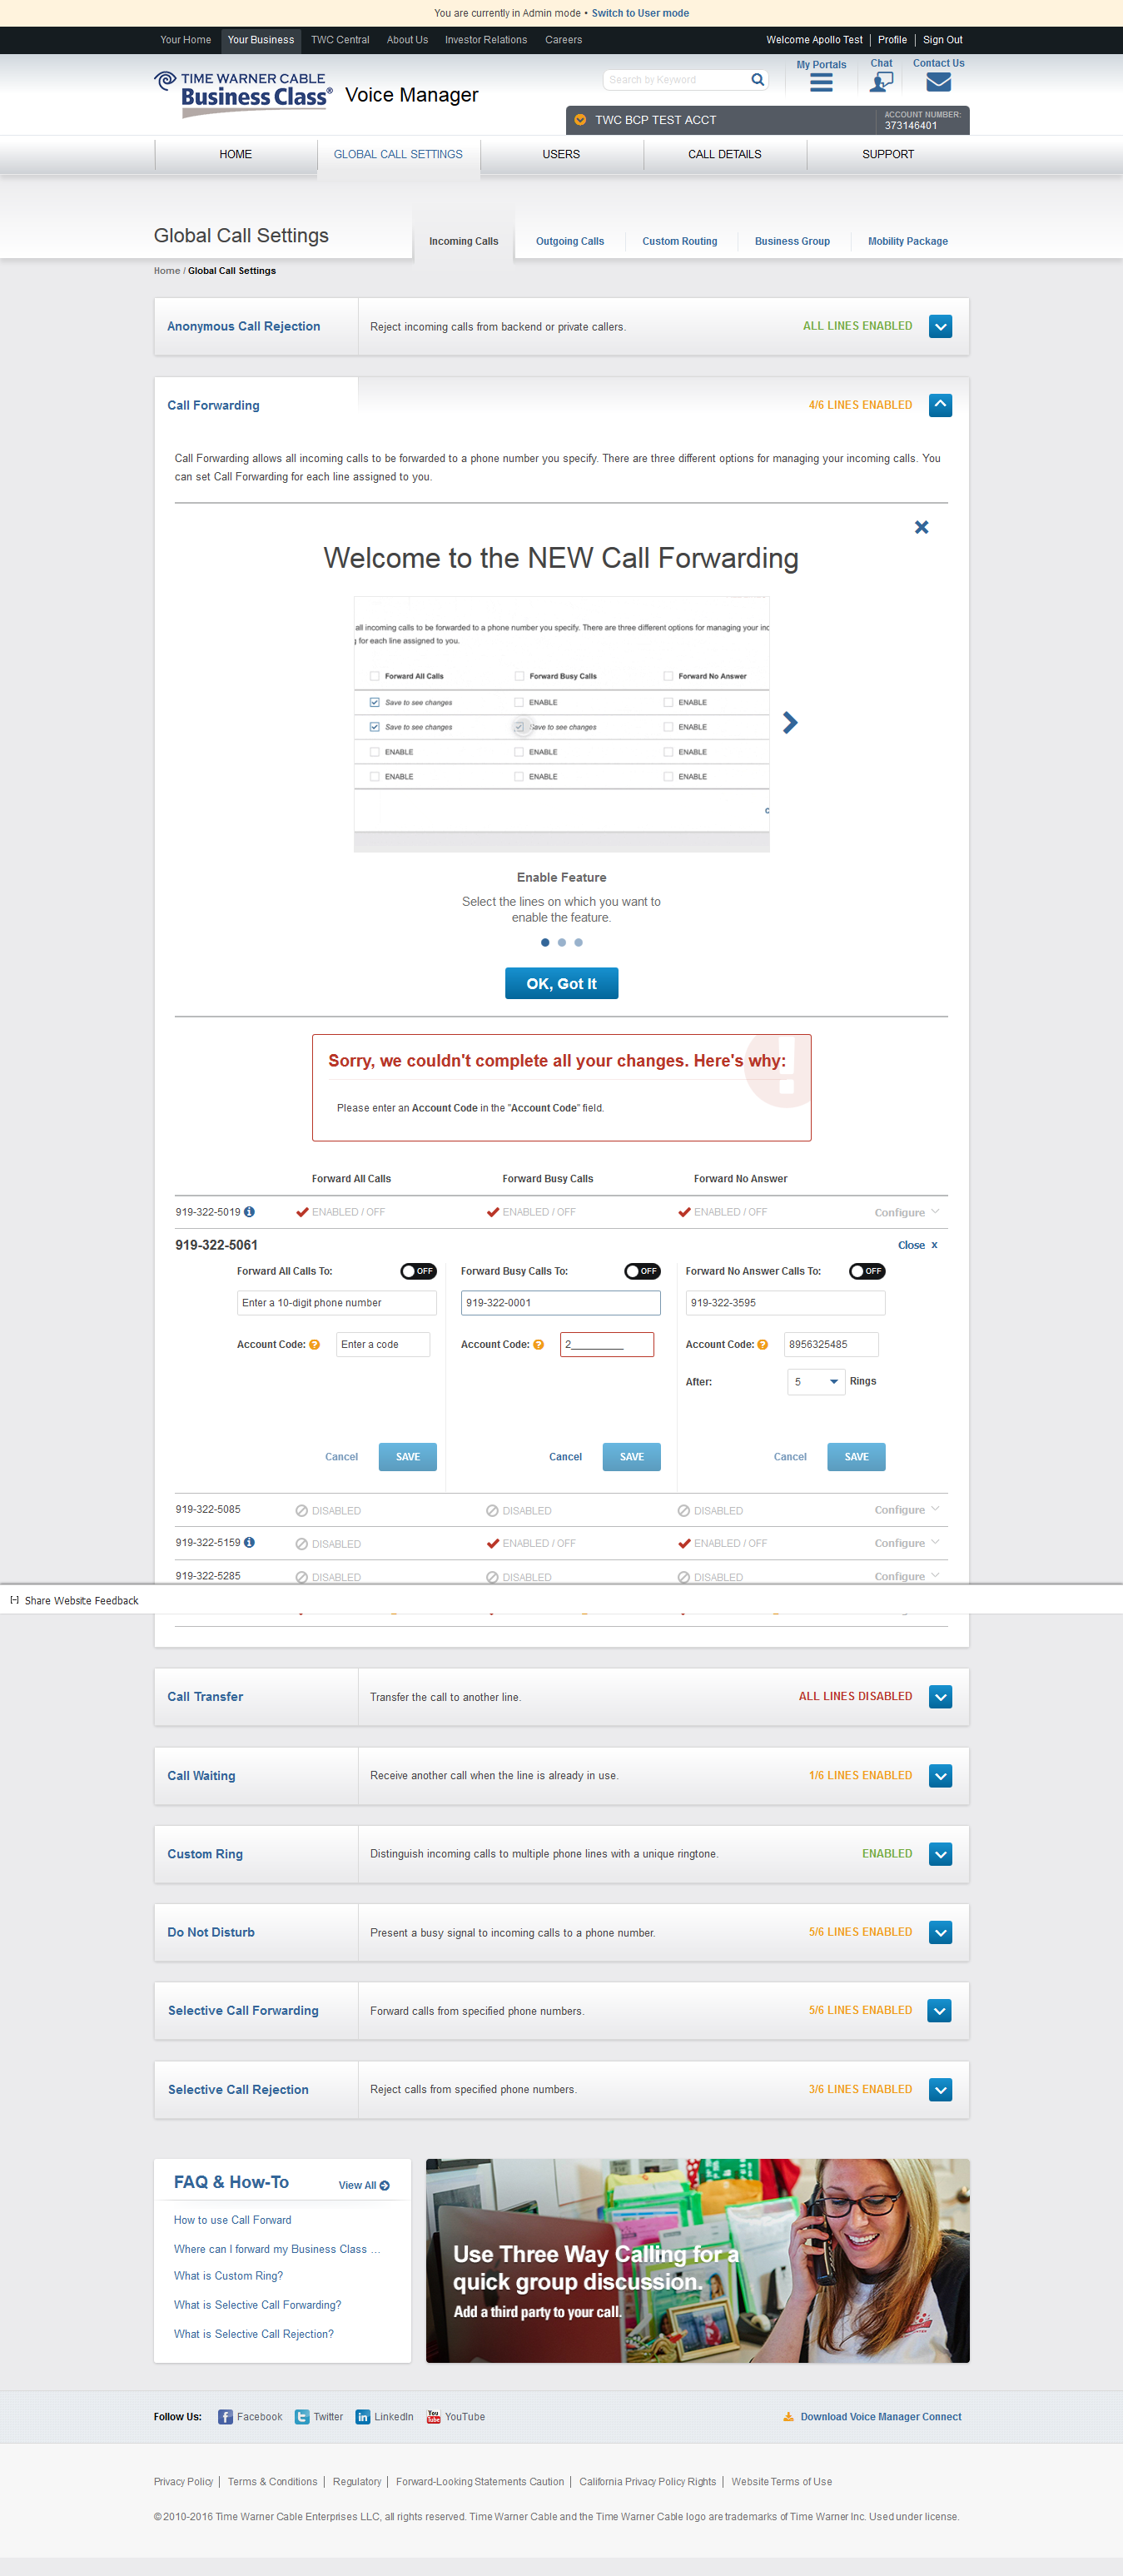 You are currently in Admin mode • Switch to User mode
Your Home Your Business TWC Central About Us Investor Relations Careers Welcome Apollo Test Profile Sign Out
TIME WARNER CABLE
Business Class®
Voice Manager
Search by Keyword
My Portals Chat Contact Us
TWC BCP TEST ACCT
ACCOUNT NUMBER:
373146401
HOME GLOBAL CALL SETTINGS USERS CALL DETAILS SUPPORT
Global Call Settings
Incoming Calls Outgoing Calls Custom Routing Business Group Mobility Package
Home / Global Call Settings
Anonymous Call Rejection Reject incoming calls from backend or private callers. ALL LINES ENABLED
Call Forwarding 4/6 LINES ENABLED
Call Forwarding allows all incoming calls to be forwarded to a phone number you specify. There are three different options for managing your incoming calls. You
can set Call Forwarding for each line assigned to you.
Welcome to the NEW Call Forwarding
all incoming calls to be forwarded to a phone number you specify. There are three different options for managing your inc
g for each line assigned to you.
Forward All Calls Forward Busy Calls Forward No Answer
Save to see changes ENABLE ENABLE
Save to see changes Save to see changes ENABLE
ENABLE ENABLE ENABLE
ENABLE ENABLE ENABLE
Enable Feature
Select the lines on which you want to
enable the feature.
OK, Got It
Sorry, we couldn't complete all your changes. Here's why:
Please enter an Account Code in the "Account Code" field.
Forward All Calls Forward Busy Calls Forward No Answer
919-322-5019 ENABLED / OFF ENABLED / OFF ENABLED / OFF Configure
919-322-5061 Close x
Forward All Calls To: OFF Forward Busy Calls To: OFF Forward No Answer Calls To: OFF
Enter a 10-digit phone number 919-322-0001 919-322-3595
Account Code: Enter a code Account Code: 2__________ Account Code: 8956325485
After: 5 Rings
Cancel SAVE Cancel SAVE Cancel SAVE
919-322-5085 DISABLED DISABLED DISABLED Configure
919-322-5159 DISABLED ENABLED / OFF ENABLED / OFF Configure
919-322-5285 DISABLED DISABLED DISABLED Configure
[-] Share Website Feedback
Call Transfer Transfer the call to another line. ALL LINES DISABLED
Call Waiting Receive another call when the line is already in use. 1/6 LINES ENABLED
Custom Ring Distinguish incoming calls to multiple phone lines with a unique ringtone. ENABLED
Do Not Disturb Present a busy signal to incoming calls to a phone number. 5/6 LINES ENABLED
Selective Call Forwarding Forward calls from specified phone numbers. 5/6 LINES ENABLED
Selective Call Rejection Reject calls from specified phone numbers. 3/6 LINES ENABLED
FAQ & How-To View All
How to use Call Forward
Where can I forward my Business Class ...
What is Custom Ring?
What is Selective Call Forwarding?
What is Selective Call Rejection?
Use Three Way Calling for a
quick group discussion.
Add a third party to your call.
Follow Us: Facebook Twitter LinkedIn YouTube Download Voice Manager Connect
Privacy Policy Terms & Conditions Regulatory Forward-Looking Statements Caution California Privacy Policy Rights Website Terms of Use
© 2010-2016 Time Warner Cable Enterprises LLC, all rights reserved. Time Warner Cable and the Time Warner Cable logo are trademarks of Time Warner Inc. Used under license.